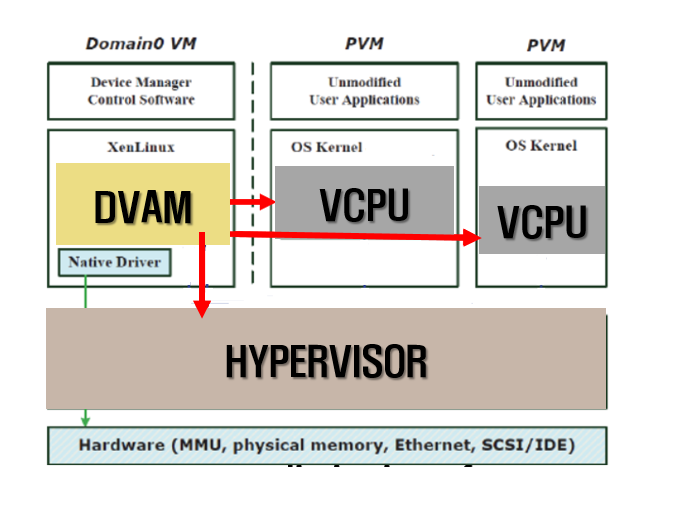 Domain0 VM
PVM
PVM
Device Manager
Control Software
Unmodified
User Applications
Unmodified
User Applications
XenLinux
OS Kernel
OS Kernel
DVAM
VCPU
VCPU
Native Driver
HYPERVISOR
Hardware (MMU, physical memory, Ethernet, SCSI/IDE)